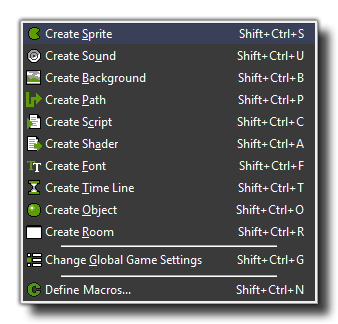 Create Sprite Shift+Ctrl+S
Create Sound Shift+Ctrl+U
Create Background Shift+Ctrl+B
Create Path Shift+Ctrl+P
Create Script Shift+Ctrl+C
Create Shader Shift+Ctrl+A
Create Font Shift+Ctrl+F
Create Time Line Shift+Ctrl+T
Create Object Shift+Ctrl+O
Create Room Shift+Ctrl+R
Change Global Game Settings Shift+Ctrl+G
Define Macros... Shift+Ctrl+N